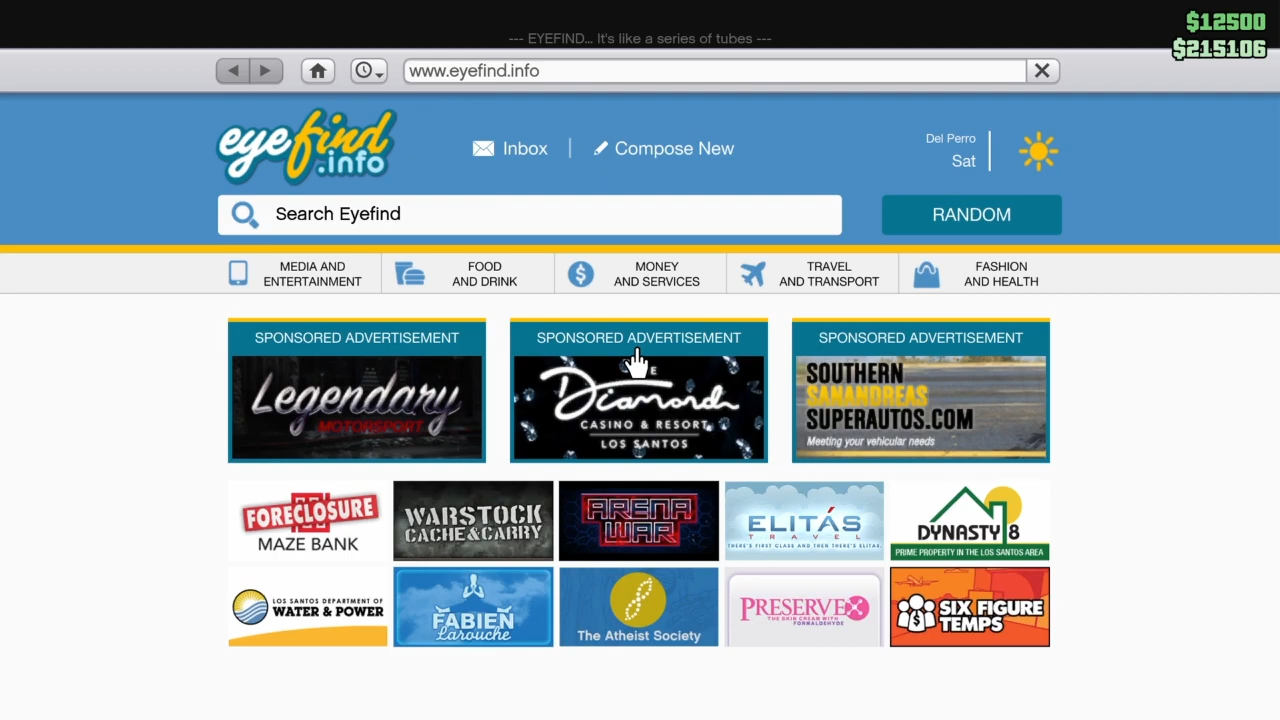 $12500
--- EYEFIND... It's like a series of tubes ---
$215106
www.eyefind.info
eyefind
.info
Inbox
Compose New
Del Perro
Sat
Search Eyefind
RANDOM
MEDIA AND
ENTERTAINMENT
FOOD
AND DRINK
MONEY
AND SERVICES
TRAVEL
AND TRANSPORT
FASHION
AND HEALTH
SPONSORED ADVERTISEMENT
Legendary
MOTORSPORT
SPONSORED ADVERTISEMENT
Diamond
CASINO & RESORT
LOS SANTOS
SPONSORED ADVERTISEMENT
SOUTHERN
SANANDREAS
SUPERAUTOS.COM
Meeting your vehicular needs
FORECLOSURE
MAZE BANK
WARSTOCK
CACHE&CARRY
ARENA
WAR
ELITÁS
TRAVEL
THERE'S FIRST CLASS AND THEN THERE'S ELITAS
DYNASTY 8
PRIME PROPERTY IN THE LOS SANTOS AREA
LOS SANTOS DEPARTMENT OF
WATER & POWER
FABIEN
Larouche
The Atheist Society
PRESERVEX
THE SKIN CREAM WITH
FORMALDEHYDE
SIX FIGURE
TEMPS